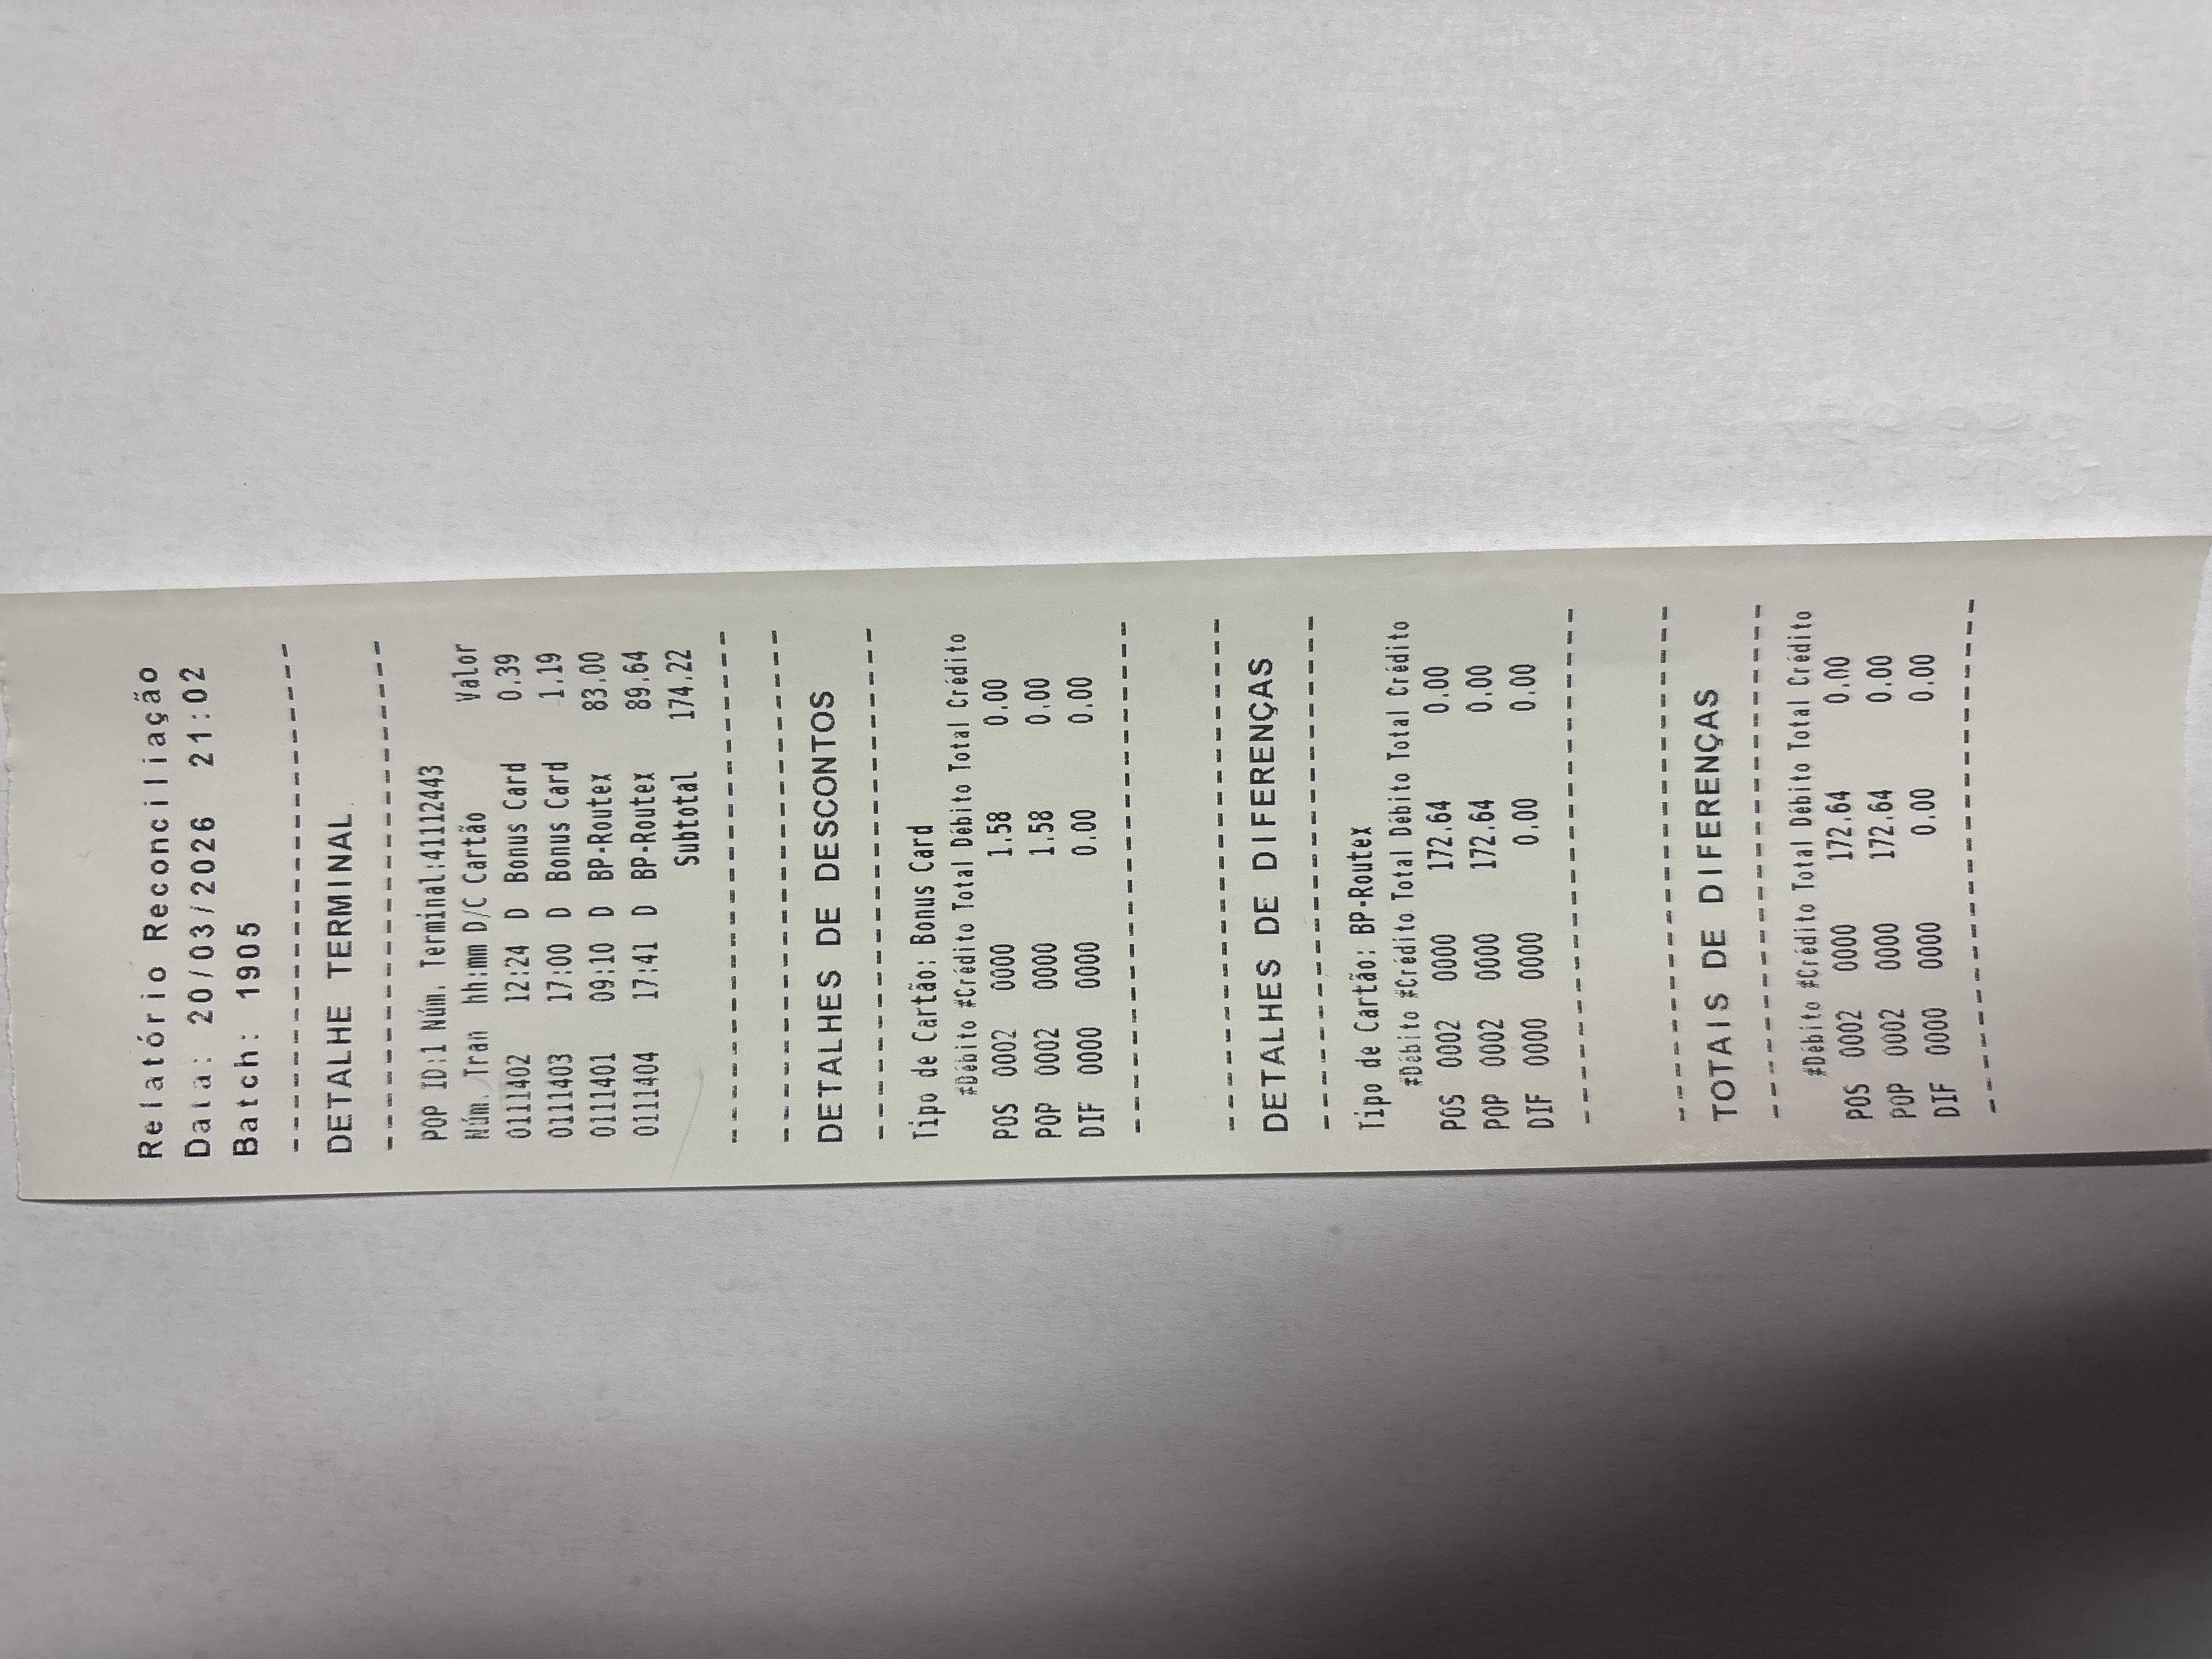 Relatório Reconciliação
Data: 20/03/2026 21:02
Batch: 1905
------------------------
DETALHE TERMINAL
------------------------
POP ID:1 Núm. Terminal:41112443
Núm. Tran hh:mm D/C Cartão Valor
0111402 12:24 D Bonus Card 0.39
0111403 17:00 D Bonus Card 1.19
0111401 09:10 D BP-Routex 83.00
0111404 17:41 D BP-Routex 89.64
Subtotal 174.22
------------------------
------------------------
DETALHES DE DESCONTOS
------------------------
Tipo de Cartão: Bonus Card
#Débito #Crédito Total Débito Total Crédito
POS 0002 0000 1.58 0.00
POP 0002 0000 1.58 0.00
DIF 0000 0000 0.00 0.00
------------------------
------------------------
DETALHES DE DIFERENÇAS
------------------------
Tipo de Cartão: BP-Routex
#Débito #Crédito Total Débito Total Crédito
POS 0002 0000 172.64 0.00
POP 0002 0000 172.64 0.00
DIF 0000 0000 0.00 0.00
------------------------
------------------------
TOTAIS DE DIFERENÇAS
------------------------
#Débito #Crédito Total Débito Total Crédito
POS 0002 0000 172.64 0.00
POP 0002 0000 172.64 0.00
DIF 0000 0000 0.00 0.00
------------------------